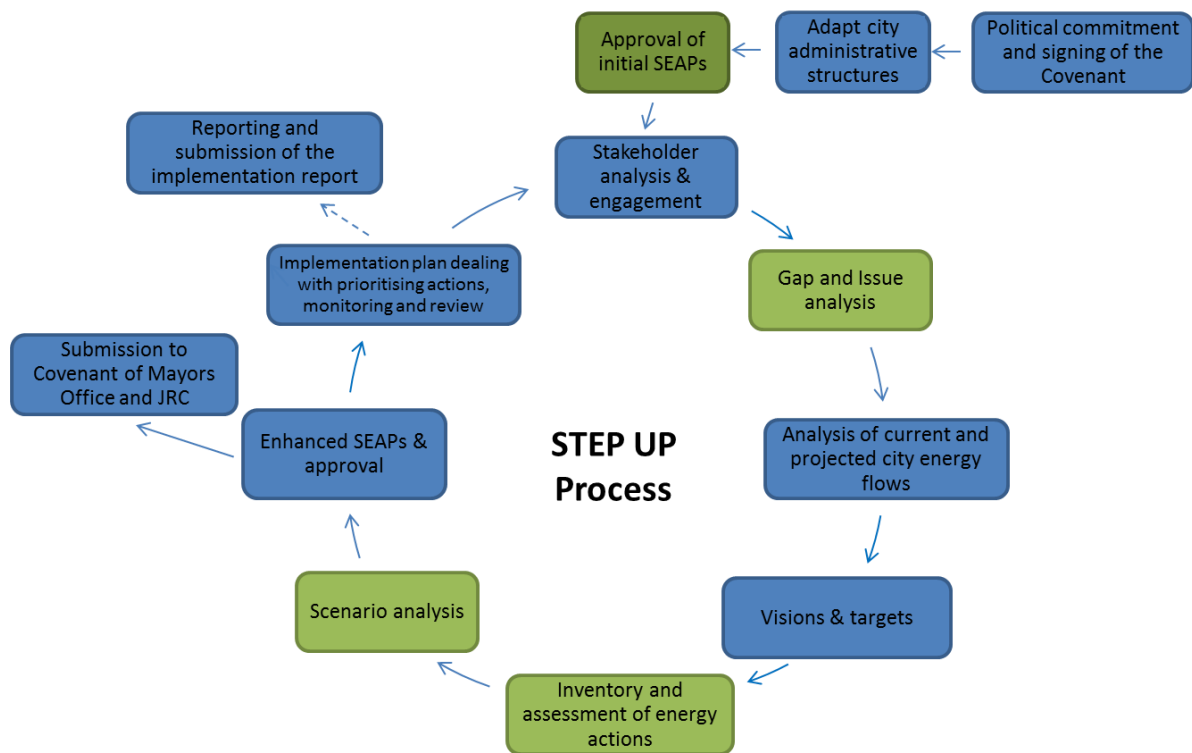 Approval of
initial SEAPs
Adapt city
administrative
structures
Political commitment
and signing of the
Covenant
Reporting and
submission of the
implementation report
Stakeholder
analysis &
engagement
Implementation plan dealing
with prioritising actions,
monitoring and review
Gap and Issue
analysis
Submission to
Covenant of Mayors
Office and JRC
Enhanced SEAPs &
approval
STEP UP
Process
Analysis of current and
projected city energy
flows
Scenario analysis
Visions & targets
Inventory and
assessment of energy
actions